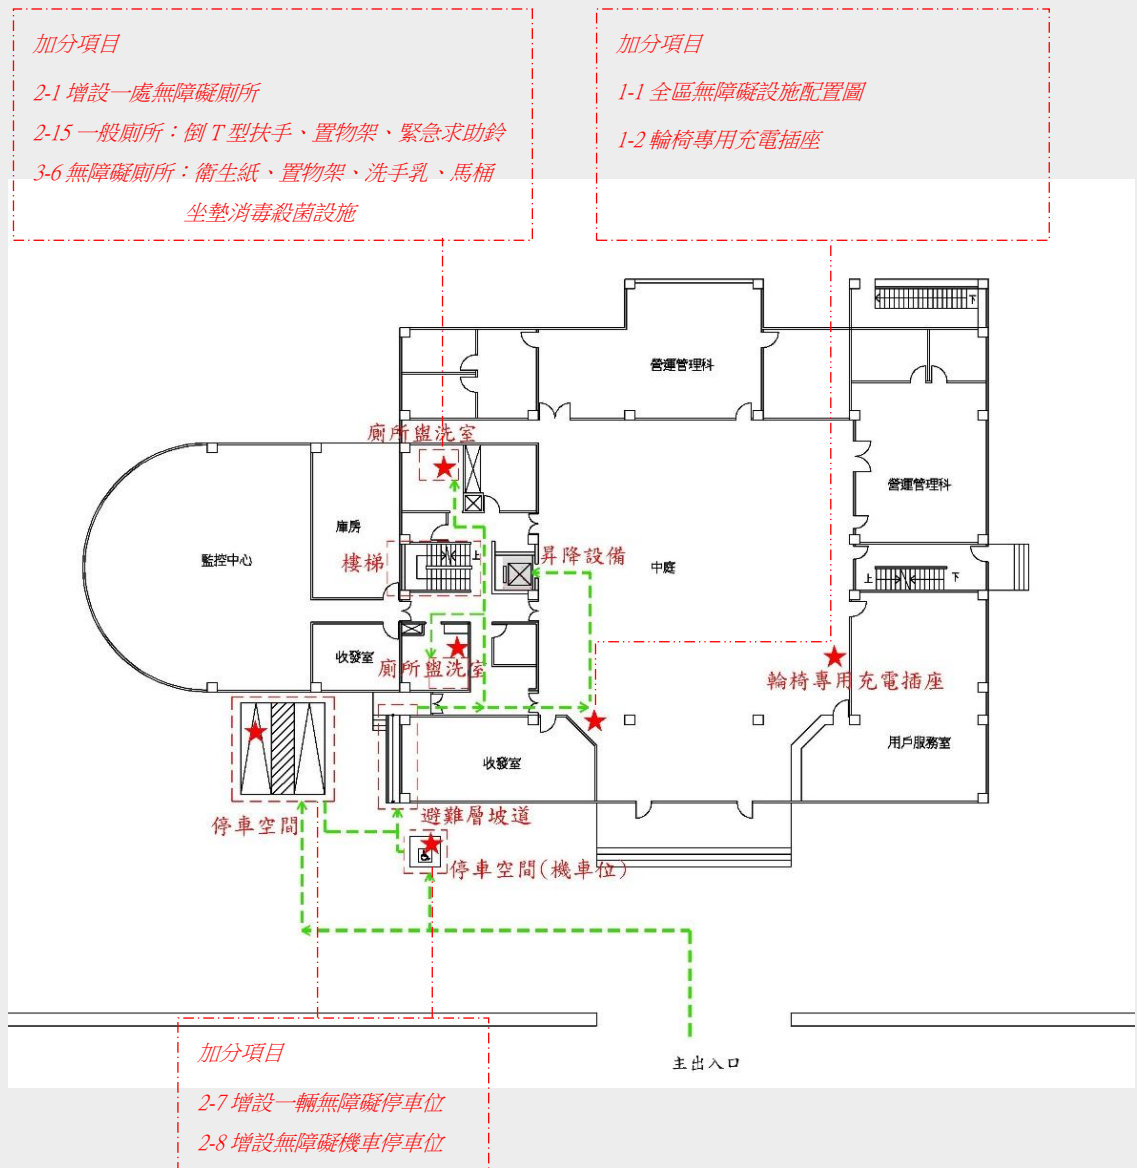 加分項目
2-1 增設一處無障礙廁所
2-15 一般廁所：倒 T 型扶手、置物架、緊急求助鈴
3-6 無障礙廁所：衛生紙、置物架、洗手乳、馬桶
坐墊消毒殺菌設施
加分項目
1-1 全區無障礙設施配置圖
1-2 輪椅專用充電插座
下
營運管理科
廁所盥洗室
營運管理科
庫房
監控中心
樓梯
上
昇降設備
中庭
上
下
收發室
廁所盥洗室
輪椅專用充電插座
用戶服務室
收發室
停車空間
避難層坡道
停車空間(機車位)
主出入口
加分項目
2-7 增設一輛無障礙停車位
2-8 增設無障礙機車停車位